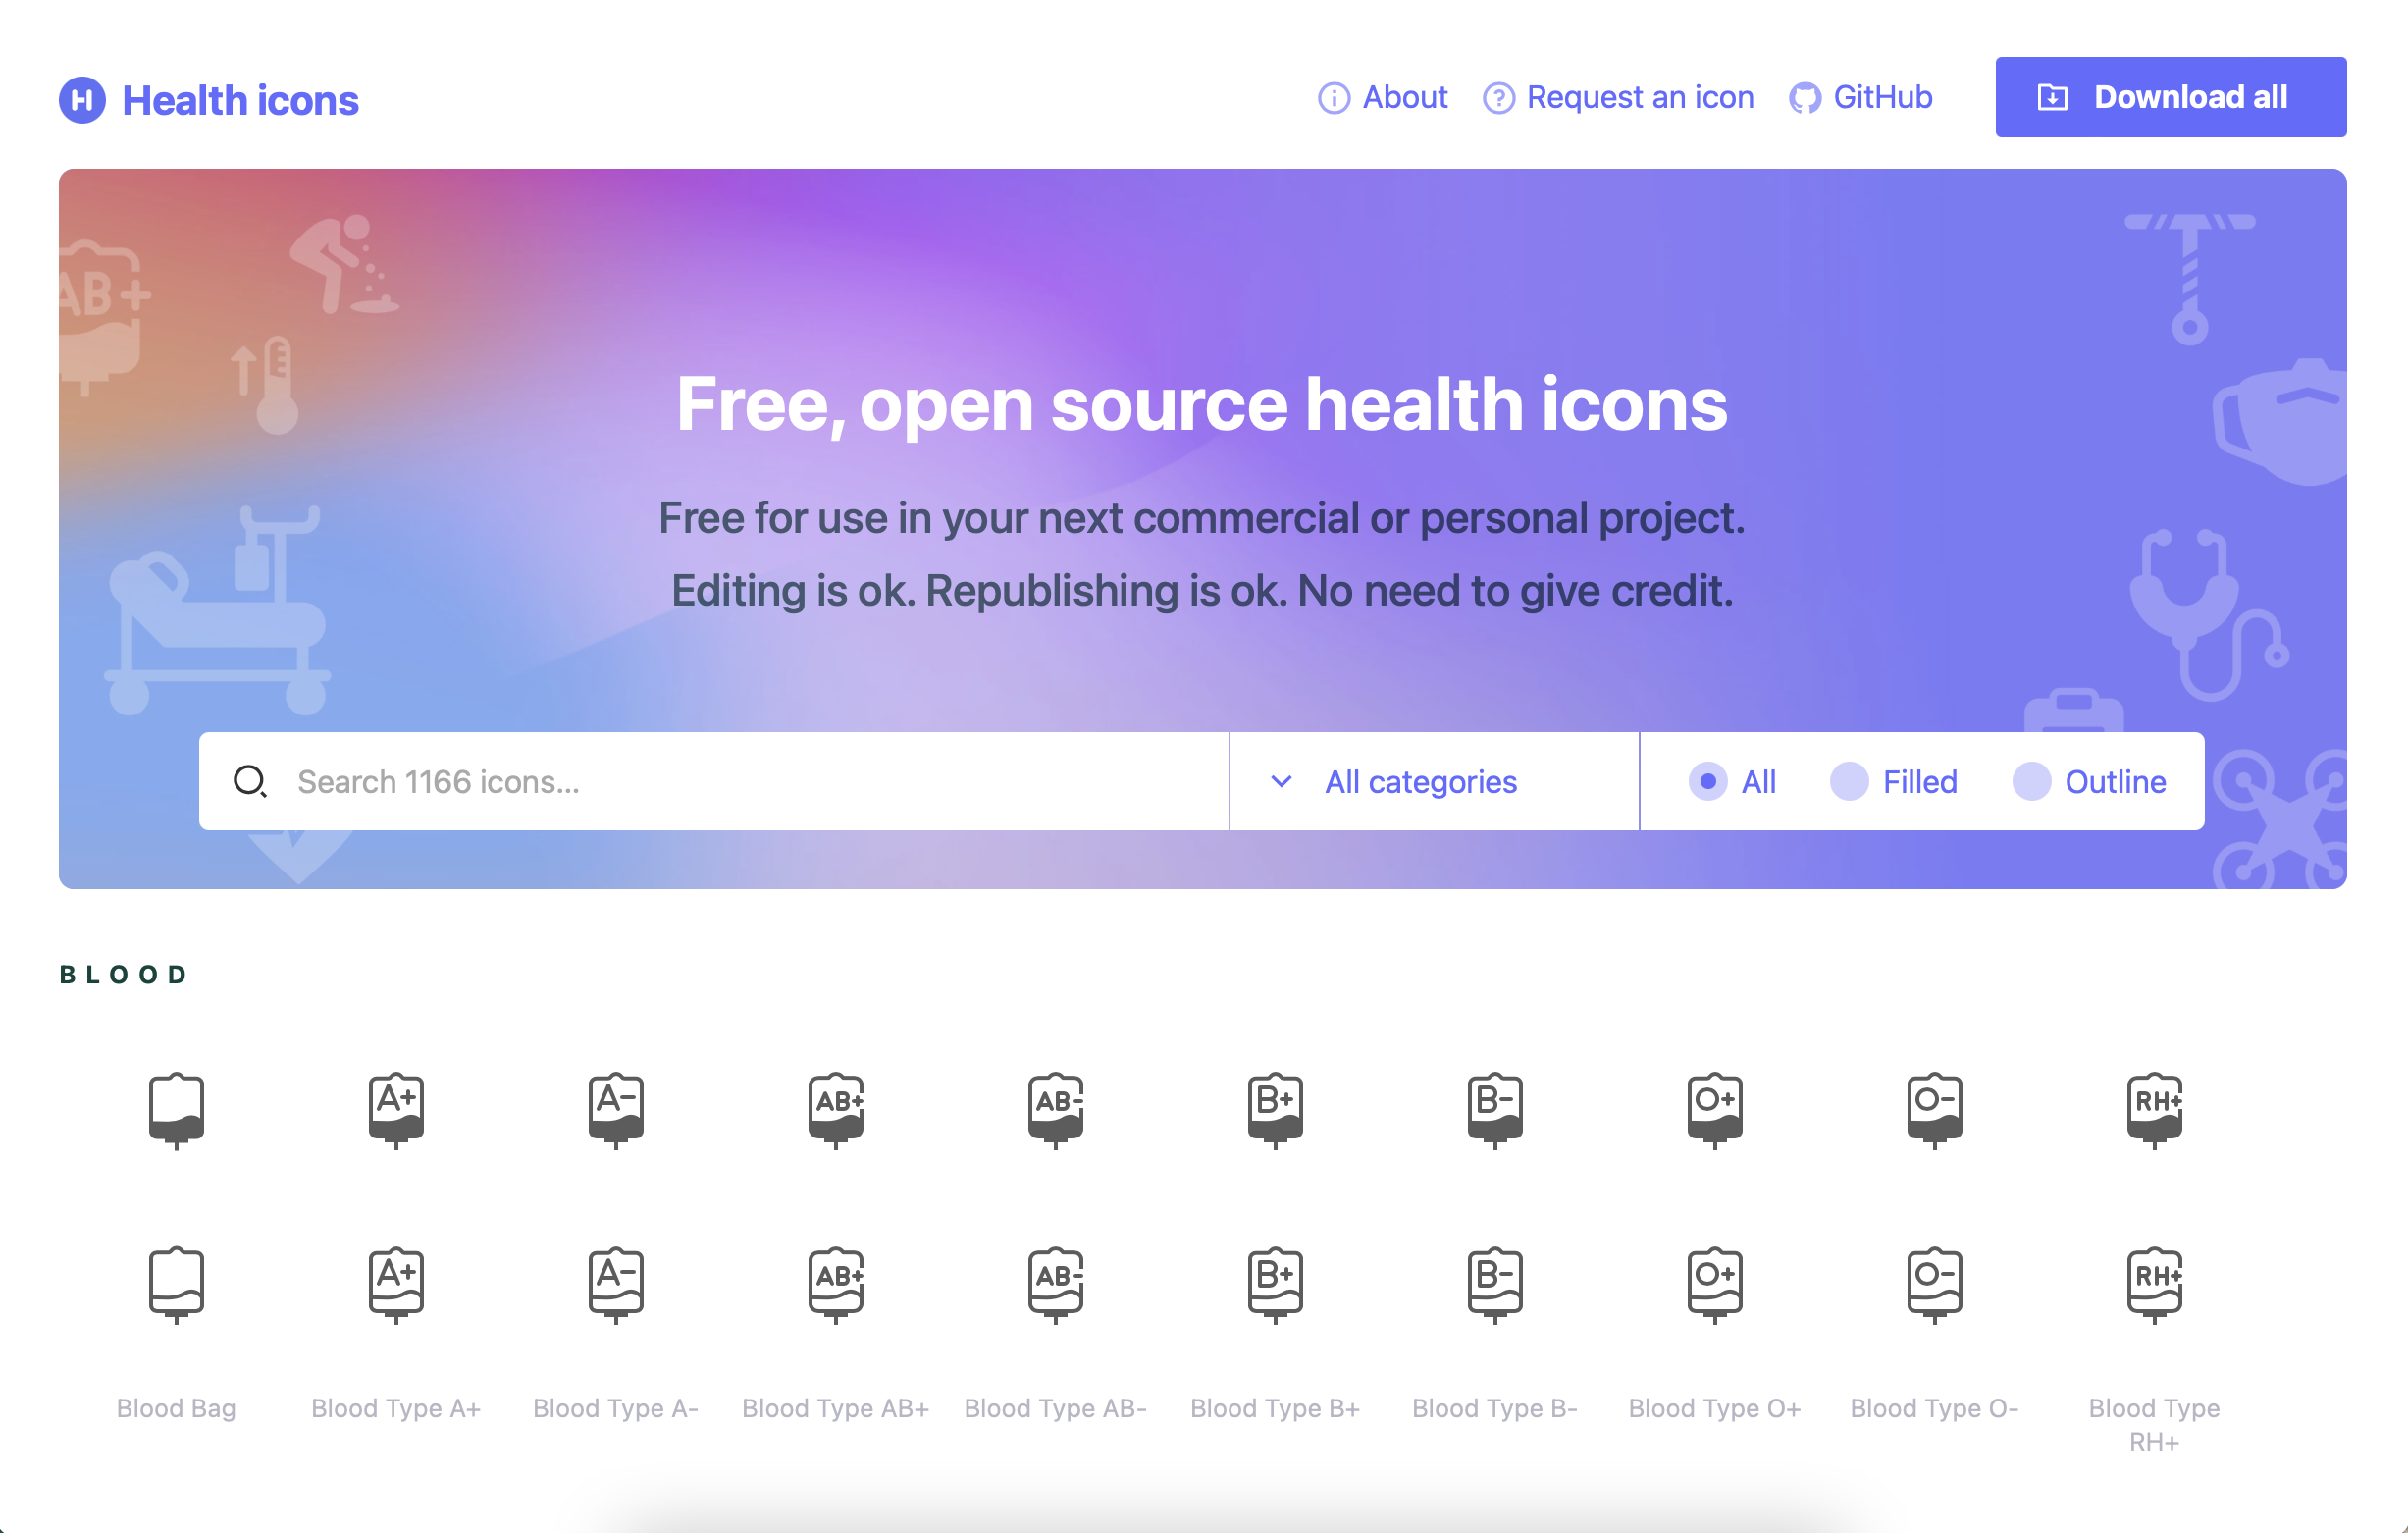 Health icons
About
Request an icon
GitHub
Download all
AB+
Free, open source health icons
Free for use in your next commercial or personal project.
Editing is ok. Republishing is ok. No need to give credit.
Search 1166 icons...
All categories
All
Filled
Outline
BLOOD
A+ A- AB+ AB- B+ B- O+ O- RH+
A+ A- AB+ AB- B+ B- O+ O- RH+
Blood Bag
Blood Type A+
Blood Type A-
Blood Type AB+
Blood Type AB-
Blood Type B+
Blood Type B-
Blood Type O+
Blood Type O-
Blood Type
RH+